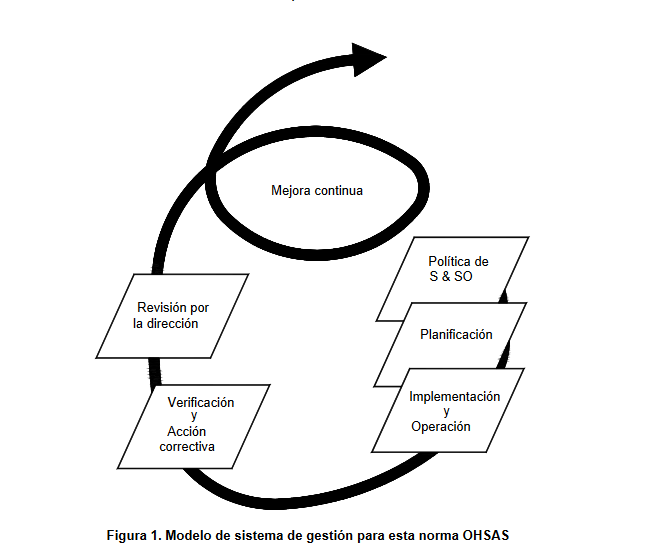 Mejora continua
Política de
S & SO
Planificación
Implementación
y
Operación
Verificación
y
Acción
correctiva
Revisión por
la dirección
Figura 1. Modelo de sistema de gestión para esta norma OHSAS